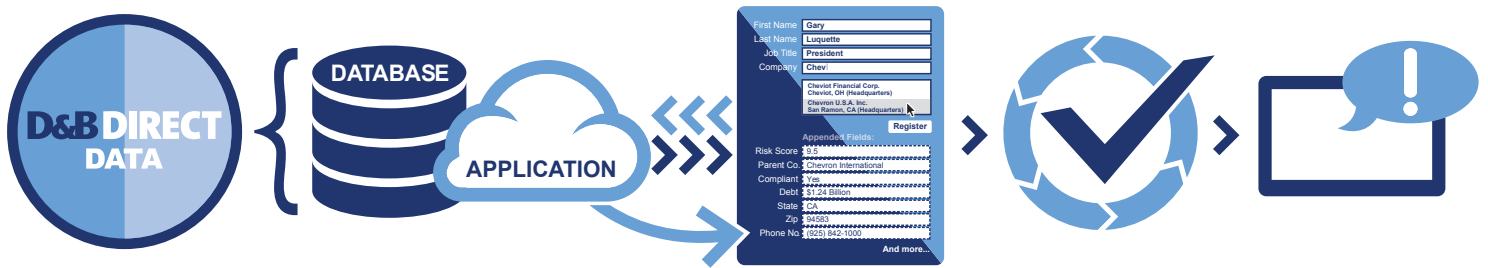 D&B DIRECT
DATA
DATABASE
APPLICATION
First Name Gary
Last Name Luquette
Job Title President
Company Chev
Cheviot Financial Corp.
Cheviot, OH (Headquarters)
Chevron U.S.A. Inc.
San Ramon, CA (Headquarters)
Register
Appended Fields:
Risk Score 9.5
Parent Co. Chevron International
Compliant Yes
Debt $1.24 Billion
State CA
Zip 94583
Phone No (925) 842-1000
And more...
!